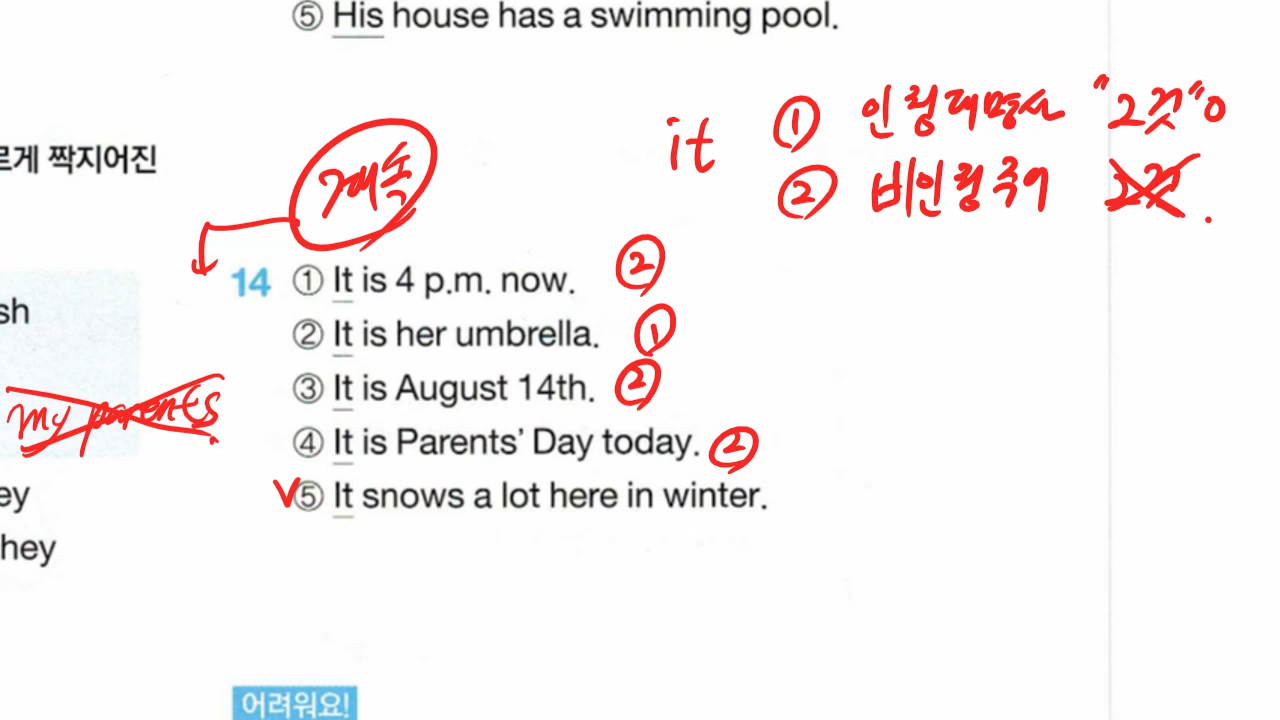 ⑤ His house has a swimming pool.
it ① 인칭대명사 "그것" o
② 비인칭주어 그것
르게 짝지어진
계속
14 ① It is 4 p.m. now. ②
sh
② It is her umbrella. ①
③ It is August 14th. ②
my parents
④ It is Parents' Day today. ②
ey
V ⑤ It snows a lot here in winter.
hey
어려워요!